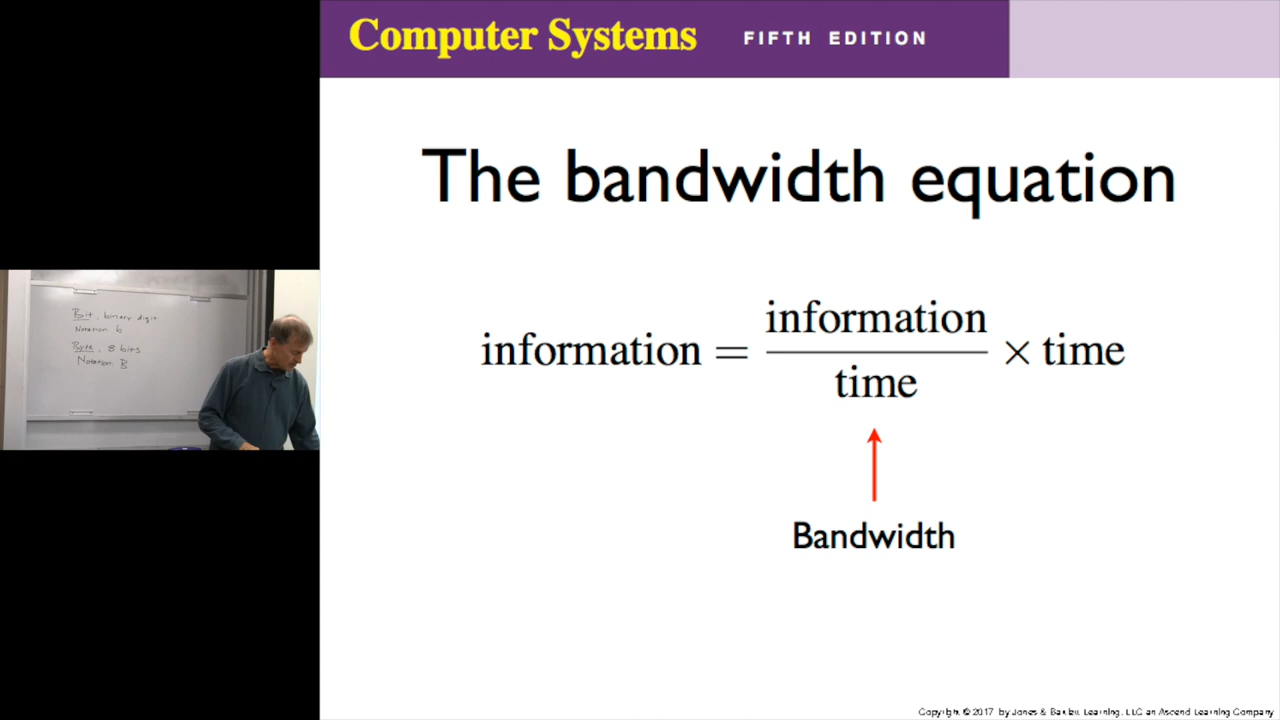 Computer Systems FIFTH EDITION
The bandwidth equation
information = information / time × time
Bandwidth
Bit, binary digit
Notation: b
Byte, 8 bits
Notation: B
Copyright © 2017 by Jones & Bartlett Learning, LLC an Ascend Learning Company